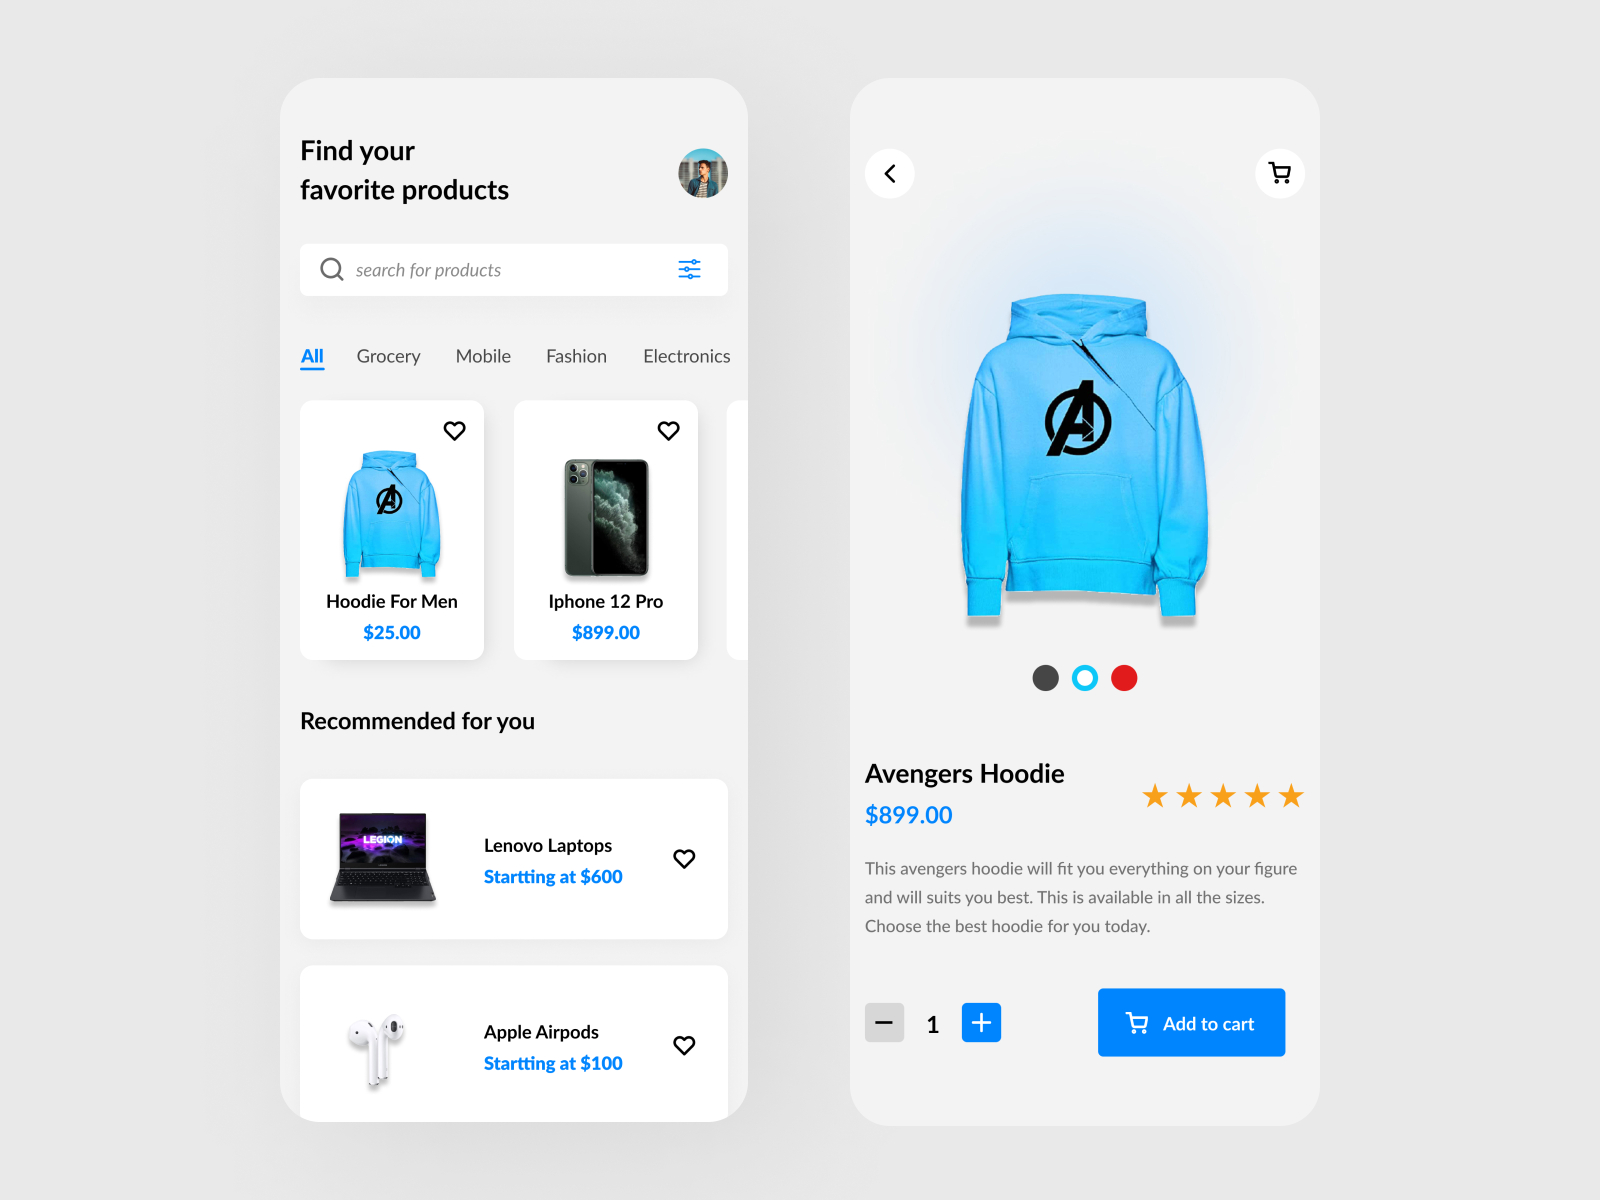 Find your
favorite products
search for products
All Grocery Mobile Fashion Electronics
Hoodie For Men
$25.00
Iphone 12 Pro
$899.00
Recommended for you
LEGION
Lenovo Laptops
Startting at $600
Apple Airpods
Startting at $100
A
Avengers Hoodie
$899.00
This avengers hoodie will fit you everything on your figure
and will suits you best. This is available in all the sizes.
Choose the best hoodie for you today.
1
Add to cart